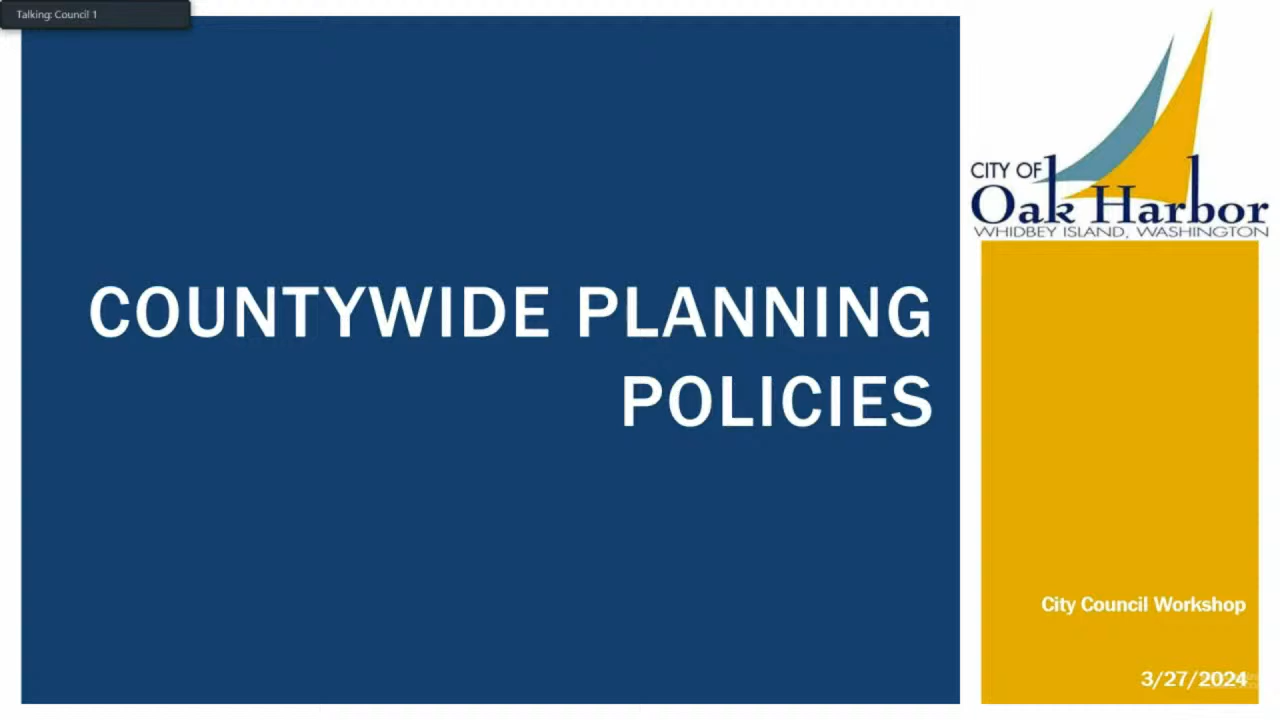 Talking: Council 1
CITY OF
Oak Harbor
WHIDBEY ISLAND, WASHINGTON
COUNTYWIDE PLANNING
POLICIES
City Council Workshop
3/27/2024